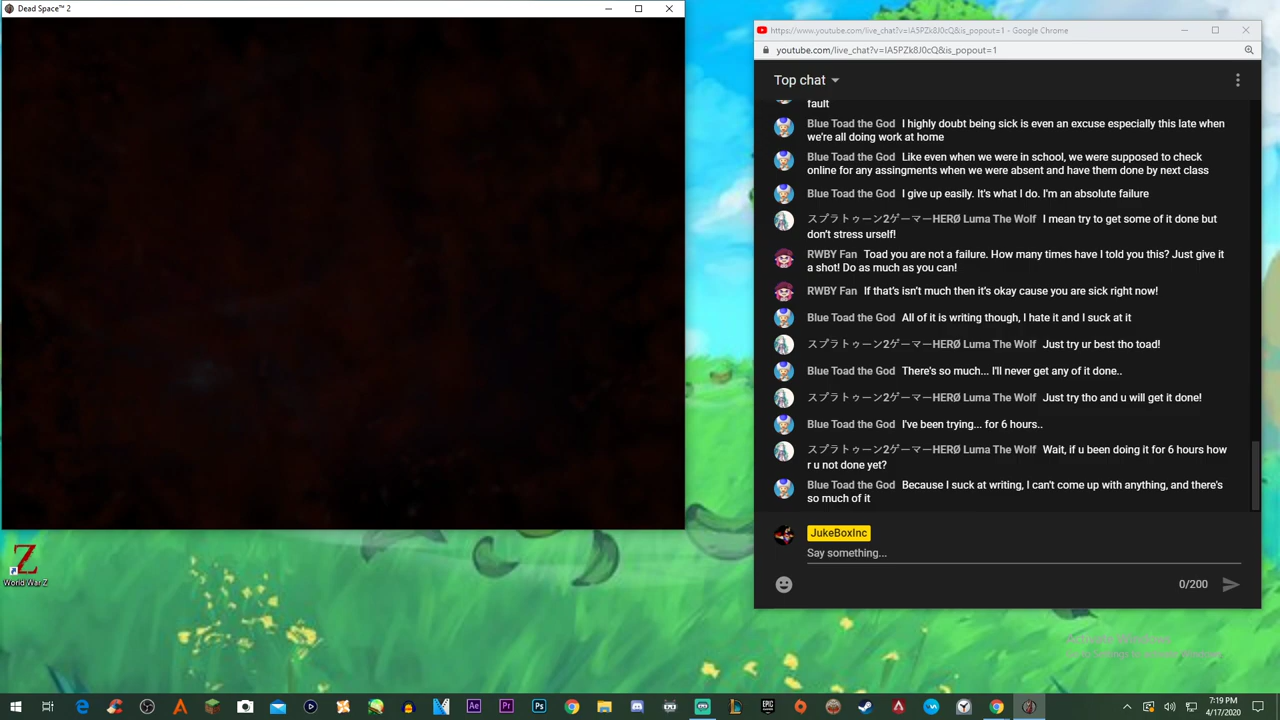 Dead Space™ 2
https://www.youtube.com/live_chat?v=IA5PZk8J0cQ&is_popout=1 - Google Chrome
youtube.com/live_chat?v=IA5PZk8J0cQ&is_popout=1
Top chat
fault
Blue Toad the God I highly doubt being sick is even an excuse especially this late when
we're all doing work at home
Blue Toad the God Like even when we were in school, we were supposed to check
online for any assingments when we were absent and have them done by next class
Blue Toad the God I give up easily. It's what I do. I'm an absolute failure
スプラトゥーン2ゲーマーHERØ Luma The Wolf I mean try to get some of it done but
don't stress urself!
RWBY Fan Toad you are not a failure. How many times have I told you this? Just give it
a shot! Do as much as you can!
RWBY Fan If that's isn't much then it's okay cause you are sick right now!
Blue Toad the God All of it is writing though, I hate it and I suck at it
スプラトゥーン2ゲーマーHERØ Luma The Wolf Just try ur best tho toad!
Blue Toad the God There's so much... I'll never get any of it done..
スプラトゥーン2ゲーマーHERØ Luma The Wolf Just try tho and u will get it done!
Blue Toad the God I've been trying... for 6 hours..
スプラトゥーン2ゲーマーHERØ Luma The Wolf Wait, if u been doing it for 6 hours how
r u not done yet?
Blue Toad the God Because I suck at writing, I can't come up with anything, and there's
so much of it
JukeBoxInc
Say something...
0/200
Z
World War Z
Ae
Pr
Ps
EPIC
7:19 PM
4/17/2020